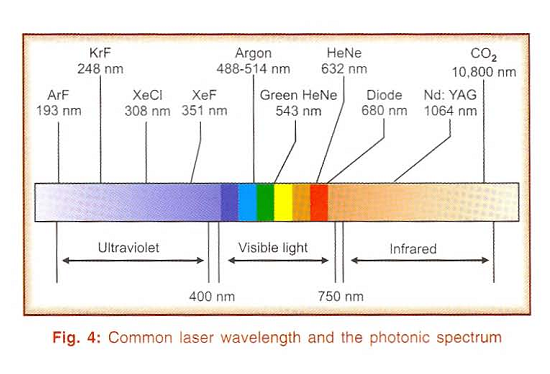 KrF
248 nm
Argon
488-514 nm
HeNe
632 nm
CO₂
10,800 nm
ArF
193 nm
XeCl
308 nm
XeF
351 nm
Green HeNe
543 nm
Diode
680 nm
Nd: YAG
1064 nm
Ultraviolet
Visible light
Infrared
400 nm
750 nm
Fig. 4: Common laser wavelength and the photonic spectrum